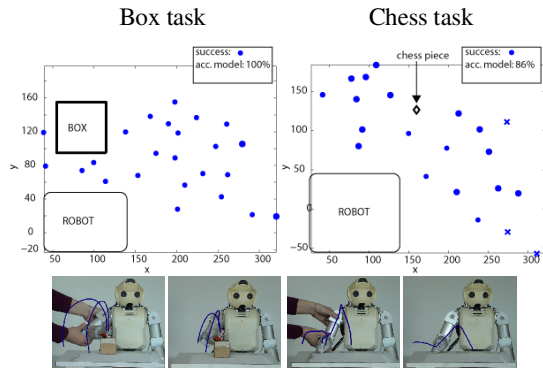 Box task
Chess task
success:
acc. model: 100%
160
120
80
40
0
-20
y
BOX
ROBOT
50
100
150
200
250
300
x
chess piece
success:
acc. model: 86%
150
100
50
0
-50
y
ROBOT
50
100
150
200
250
300
x